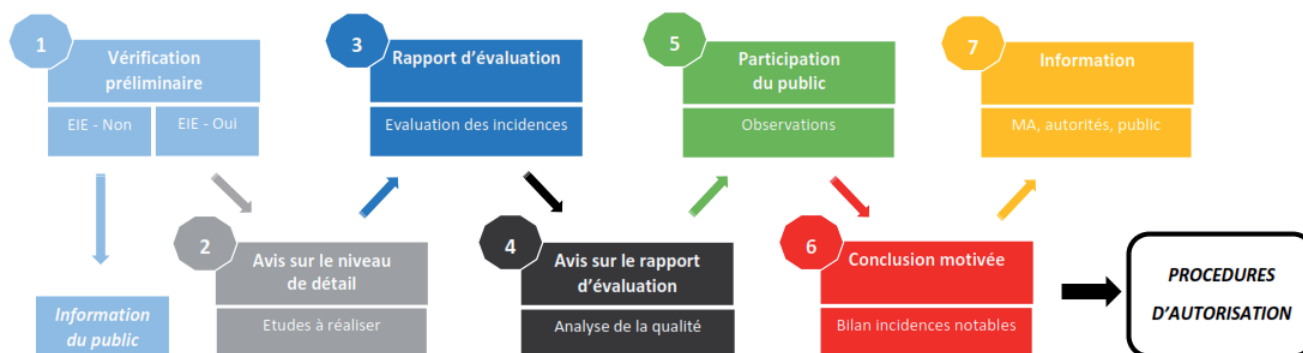 1
Vérification
préliminaire
EIE - Non
EIE - Oui
Information
du public
2
Avis sur le niveau
de détail
Etudes à réaliser
3
Rapport d'évaluation
Evaluation des incidences
4
Avis sur le rapport
d'évaluation
Analyse de la qualité
5
Participation
du public
Observations
6
Conclusion motivée
Bilan incidences notables
7
Information
MA, autorités, public
PROCEDURES
D'AUTORISATION